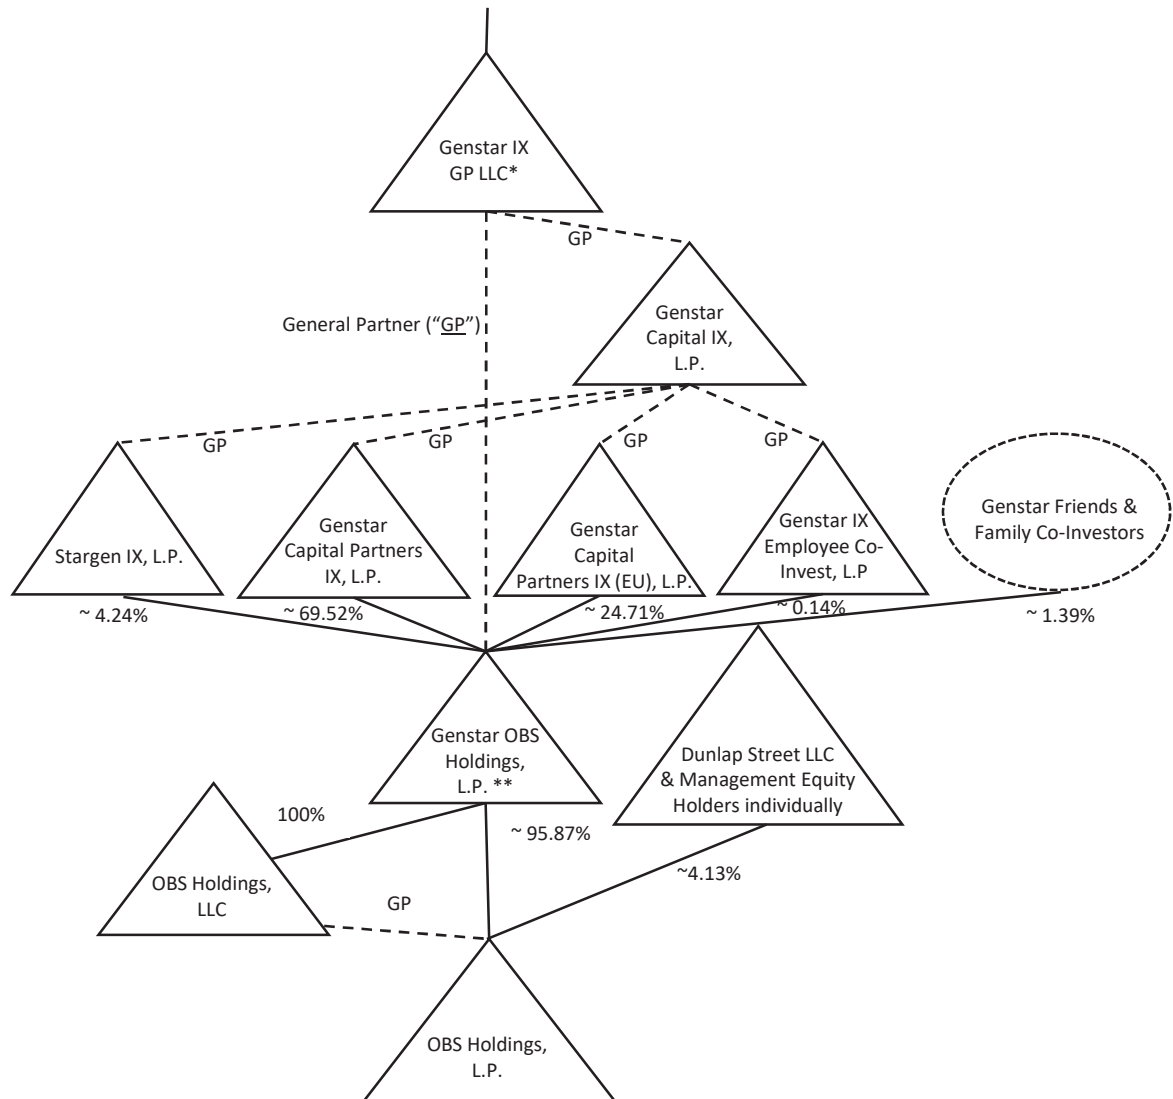 Genstar IX
GP LLC*
GP
General Partner ("GP")
Genstar
Capital IX,
L.P.
GP
GP
GP
GP
Stargen IX, L.P.
Genstar
Capital Partners
IX, L.P.
Genstar
Capital
Partners IX (EU), L.P.
Genstar IX
Employee Co-
Invest, L.P
Genstar Friends &
Family Co-Investors
~ 4.24%
~ 69.52%
~ 24.71%
~ 0.14%
~ 1.39%
Genstar OBS
Holdings,
L.P. **
Dunlap Street LLC
& Management Equity
Holders individually
100%
~ 95.87%
~4.13%
OBS Holdings,
LLC
GP
OBS Holdings,
L.P.